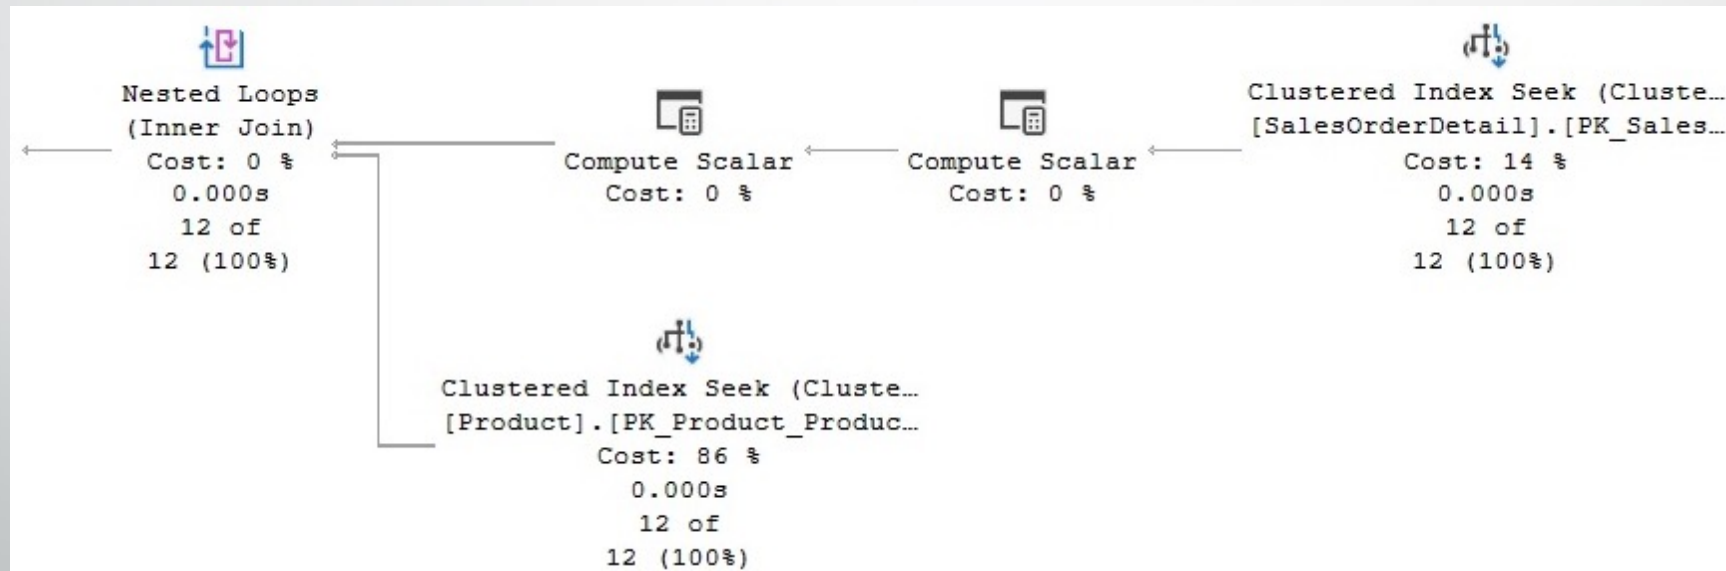 Nested Loops
(Inner Join)
Cost: 0 %
0.000s
12 of
12 (100%)
Compute Scalar
Cost: 0 %
Compute Scalar
Cost: 0 %
Clustered Index Seek (Cluste…
[SalesOrderDetail].[PK_Sales…
Cost: 14 %
0.000s
12 of
12 (100%)
Clustered Index Seek (Cluste…
[Product].[PK_Product_Produc…
Cost: 86 %
0.000s
12 of
12 (100%)